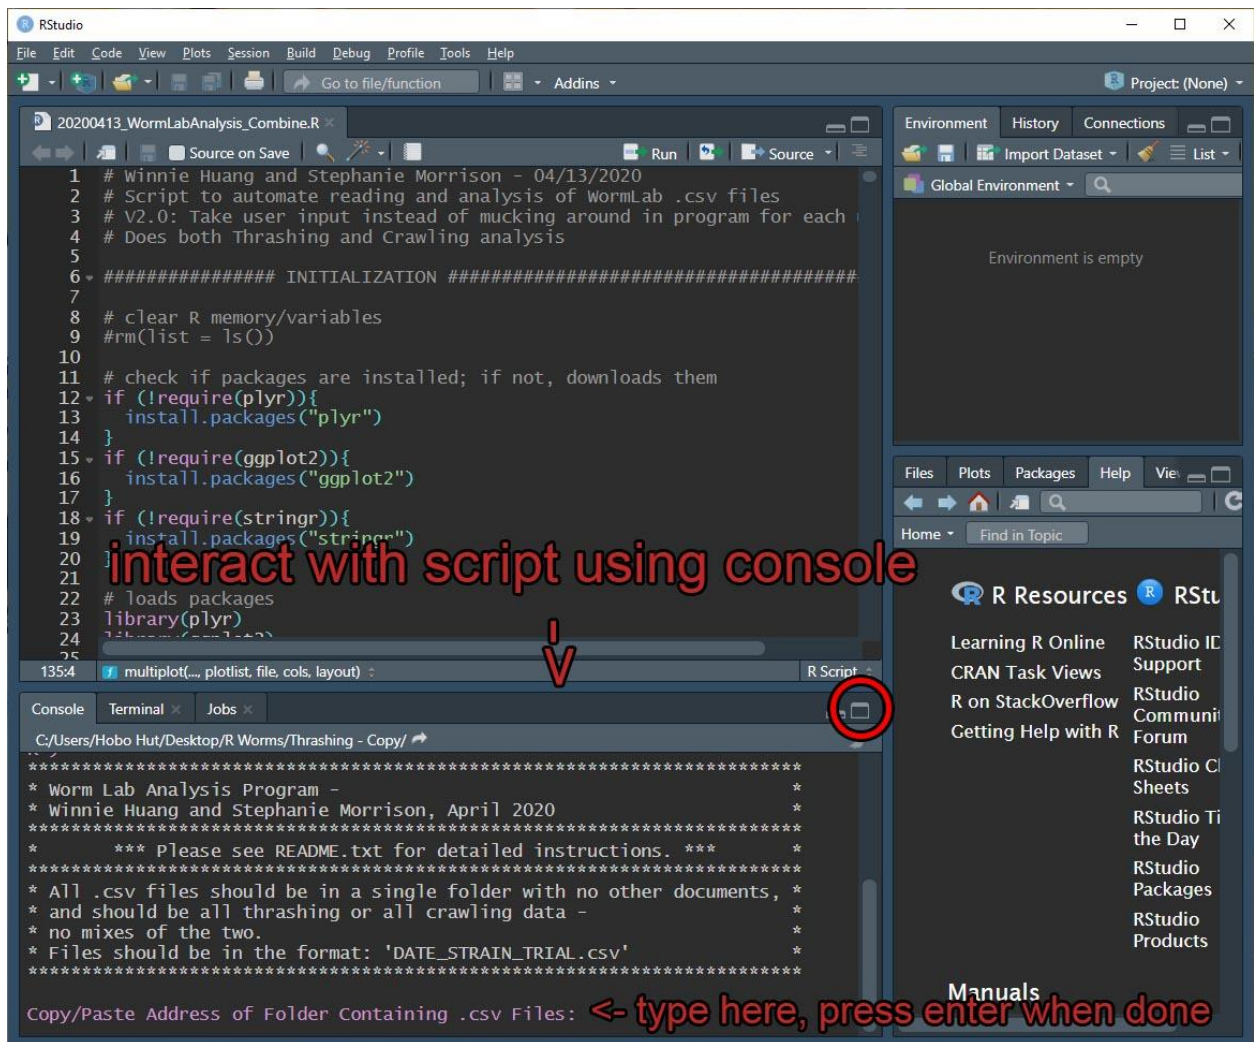 RStudio
File Edit Code View Plots Session Build Debug Profile Tools Help
Go to file/function Addins Project: (None)
20200413_WormLabAnalysis_Combine.R
Source on Save Run Source
1 # Winnie Huang and Stephanie Morrison - 04/13/2020
2 # Script to automate reading and analysis of WormLab .csv files
3 # V2.0: Take user input instead of mucking around in program for each
4 # Does both Thrashing and Crawling analysis
5
6 ################ INITIALIZATION ######################################
7
8 # clear R memory/variables
9 #rm(list = ls())
10
11 # check if packages are installed; if not, downloads them
12 if (!require(plyr)){
13 install.packages("plyr")
14 }
15 if (!require(ggplot2)){
16 install.packages("ggplot2")
17 }
18 if (!require(stringr)){
19 install.packages("stringr")
20 }
interact with script using console
21
22 # loads packages
23 library(plyr)
24 library(ggplot2)
25
135:4 multiplot(..., plotlist, file, cols, layout) R Script
Console Terminal Jobs
C:/Users/Hobo Hut/Desktop/R Worms/Thrashing - Copy/
************************************************************************
* Worm Lab Analysis Program - *
* Winnie Huang and Stephanie Morrison, April 2020 *
************************************************************************
* *** Please see README.txt for detailed instructions. *** *
************************************************************************
* All .csv files should be in a single folder with no other documents, *
* and should be all thrashing or all crawling data - *
* no mixes of the two. *
* Files should be in the format: 'DATE_STRAIN_TRIAL.csv' *
************************************************************************
Copy/Paste Address of Folder Containing .csv Files: <- type here, press enter when done
Environment History Connections
Import Dataset List
Global Environment
Environment is empty
Files Plots Packages Help
Home Find in Topic
R Resources
Learning R Online
CRAN Task Views
R on StackOverflow
Getting Help with R
RStudio
Support
RStudio
Forum
RStudio
Sheets
RStudio
the Day
RStudio
Packages
RStudio
Products
Manuals